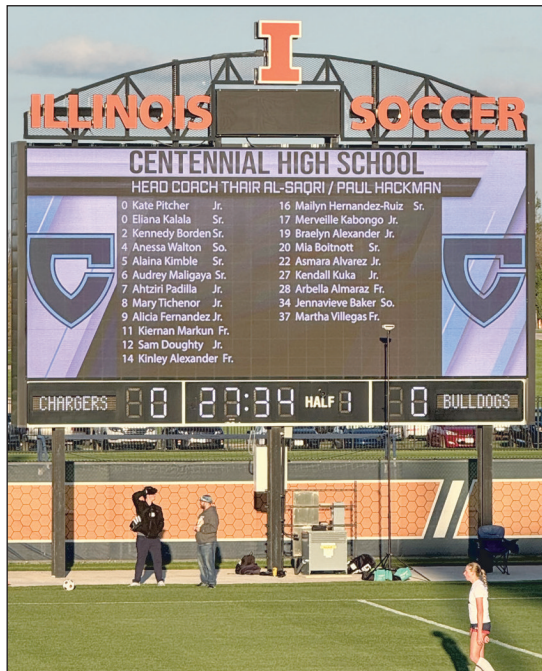 I
ILLINOIS SOCCER
CENTENNIAL HIGH SCHOOL
HEAD COACH THAIR AL-SAQRI / PAUL HACKMAN
0 Kate Pitcher Jr.
0 Eliana Kalala Sr.
2 Kennedy Borden Sr.
4 Anessa Walton So.
5 Alaina Kimble Sr.
6 Audrey Maligaya Sr.
7 Ahtziri Padilla Jr.
8 Mary Tichenor Jr.
9 Alicia Fernandez Jr.
11 Kiernan Markun Fr.
12 Sam Doughty Jr.
14 Kinley Alexander Fr.
16 Mailyn Hernandez-Ruiz Sr.
17 Merveille Kabongo Jr.
19 Braelyn Alexander Jr.
20 Mia Boitnott Sr.
22 Asmara Alvarez Jr.
27 Kendall Kuka Jr.
28 Arbella Almaraz Fr.
34 Jennavieve Baker So.
37 Martha Villegas Fr.
C
C
CHARGERS 0 27:34 HALF 1 0 BULLDOGS